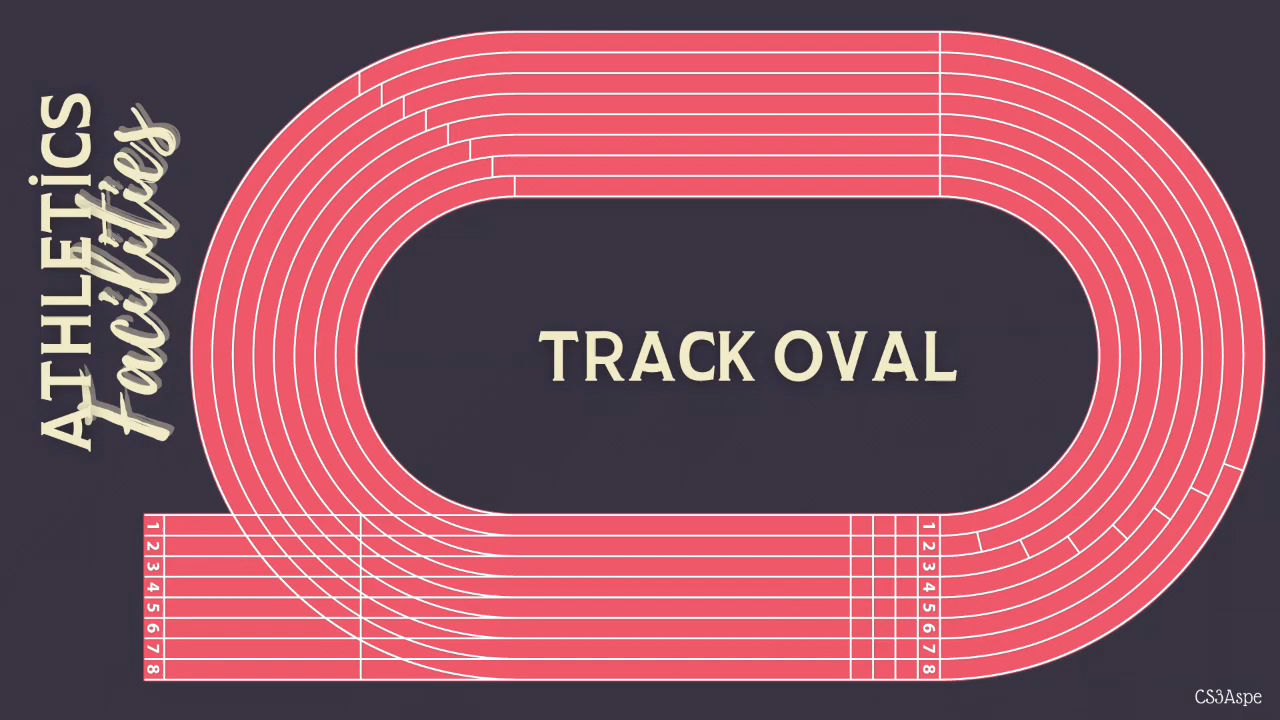 ATHLETICS
Facilities
TRACK OVAL
1 1
2 2
3 3
4 4
5 5
6 6
7 7
8 8
CS3Aspe